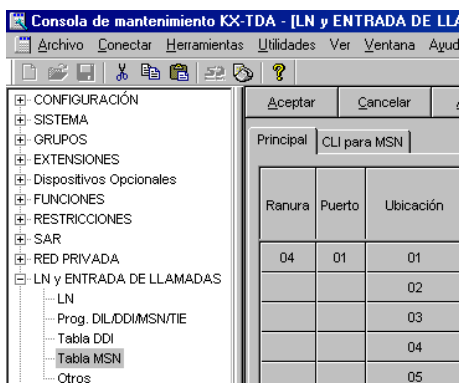 Consola de mantenimiento KX-TDA - [LN y ENTRADA DE LLA
Archivo Conectar Herramientas Utilidades Ver Ventana Ayud
CONFIGURACIÓN
SISTEMA
GRUPOS
EXTENSIONES
Dispositivos Opcionales
FUNCIONES
RESTRICCIONES
SAR
RED PRIVADA
LN y ENTRADA DE LLAMADAS
LN
Prog. DIL/DDI/MSN/TIE
Tabla DDI
Tabla MSN
Otros
Aceptar Cancelar
Principal CLI para MSN
Ranura Puerto Ubicación
04 01 01
02
03
04
05